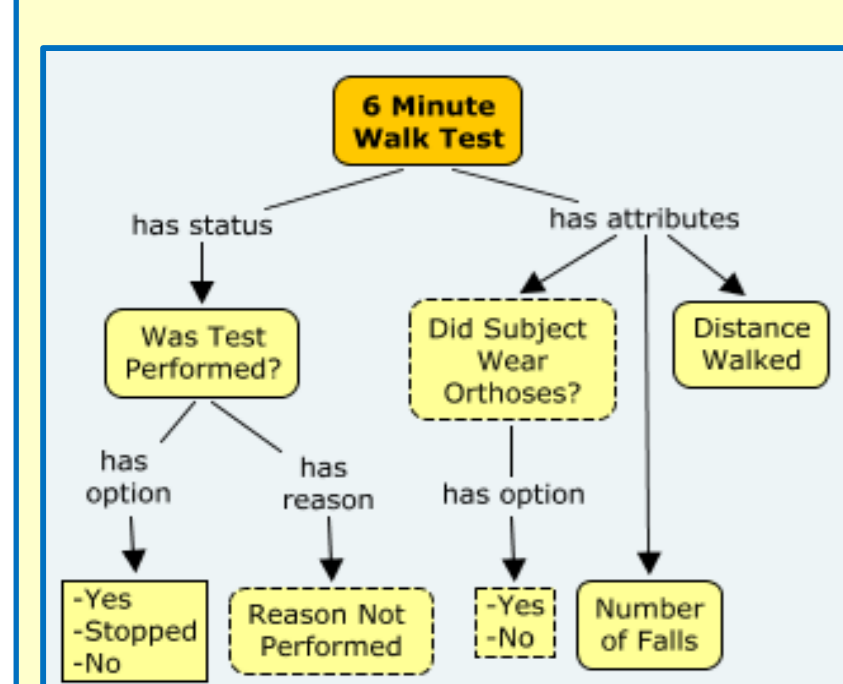 6 Minute
Walk Test
has status
has attributes
Was Test
Performed?
Did Subject
Wear
Orthoses?
Distance
Walked
has
option
has
reason
has option
-Yes
-Stopped
-No
Reason Not
Performed
-Yes
-No
Number
of Falls